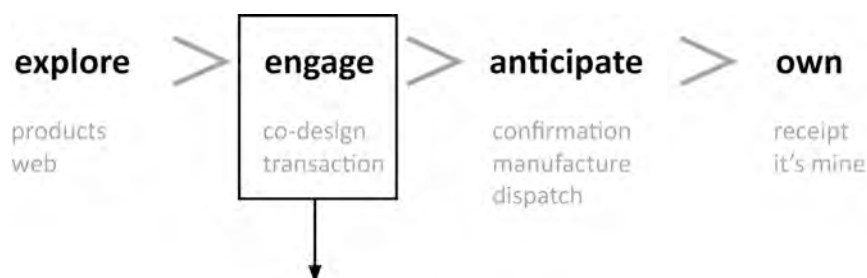 explore > engage > anticipate > own
products
web
co-design
transaction
confirmation
manufacture
dispatch
receipt
it's mine